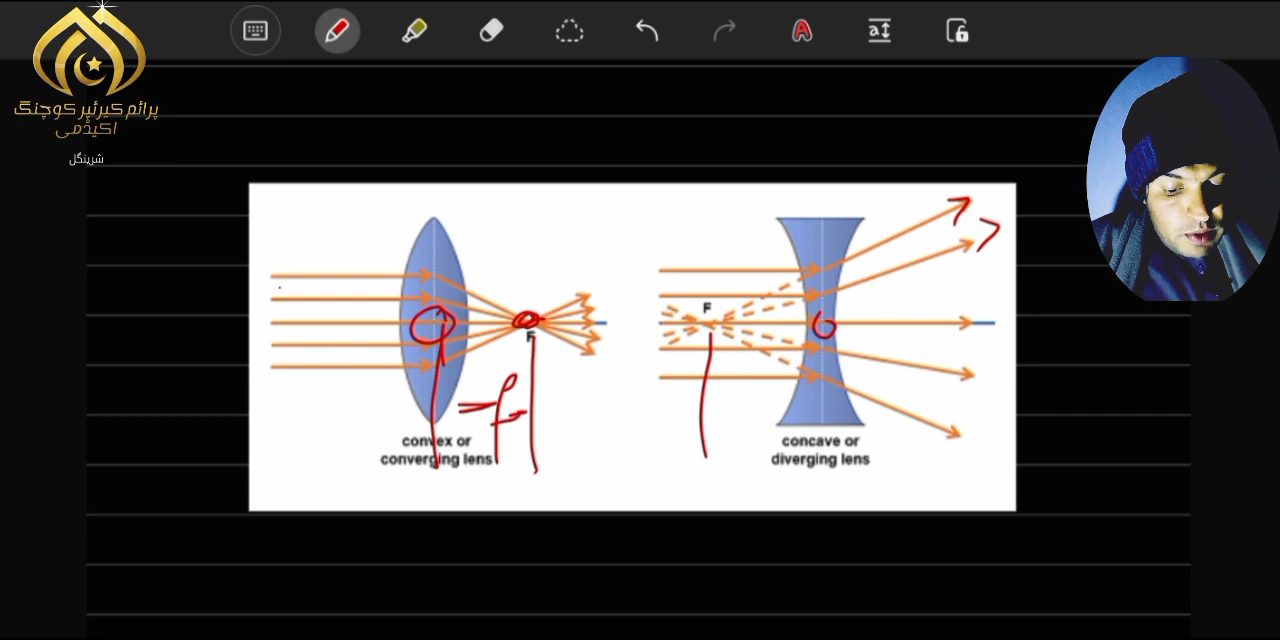 پرائم کیرئیر کوچنگ
اکیڈمی
شرینگل
A
a
F
f
F
convex or
converging lens
concave or
diverging lens